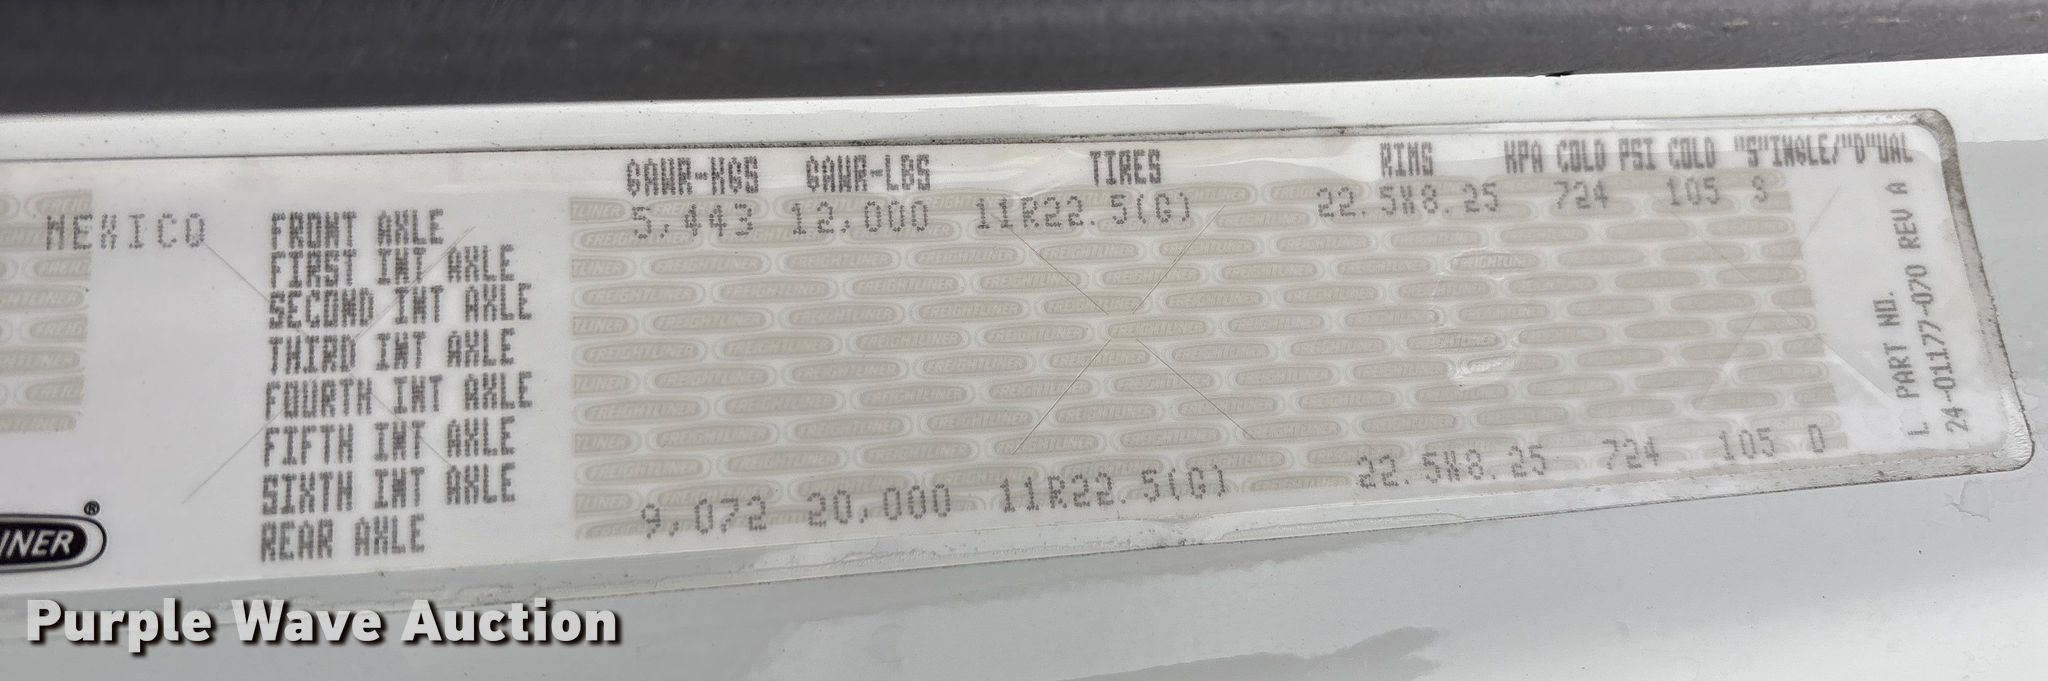 GAWR-KGS GAWR-LBS TIRES RIMS KPA COLD PSI COLD "S"INGLE/"D"UAL
MEXICO FRONT AXLE 5,443 12,000 11R22.5(G) 22.5X8.25 724 105 S
FIRST INT AXLE
SECOND INT AXLE
THIRD INT AXLE
FOURTH INT AXLE
FIFTH INT AXLE
SIXTH INT AXLE
REAR AXLE 9,072 20,000 11R22.5(G) 22.5X8.25 724 105 D
L PART NO.
24-01177-070 REV A
FREIGHTLINER
LINER®
Purple Wave Auction